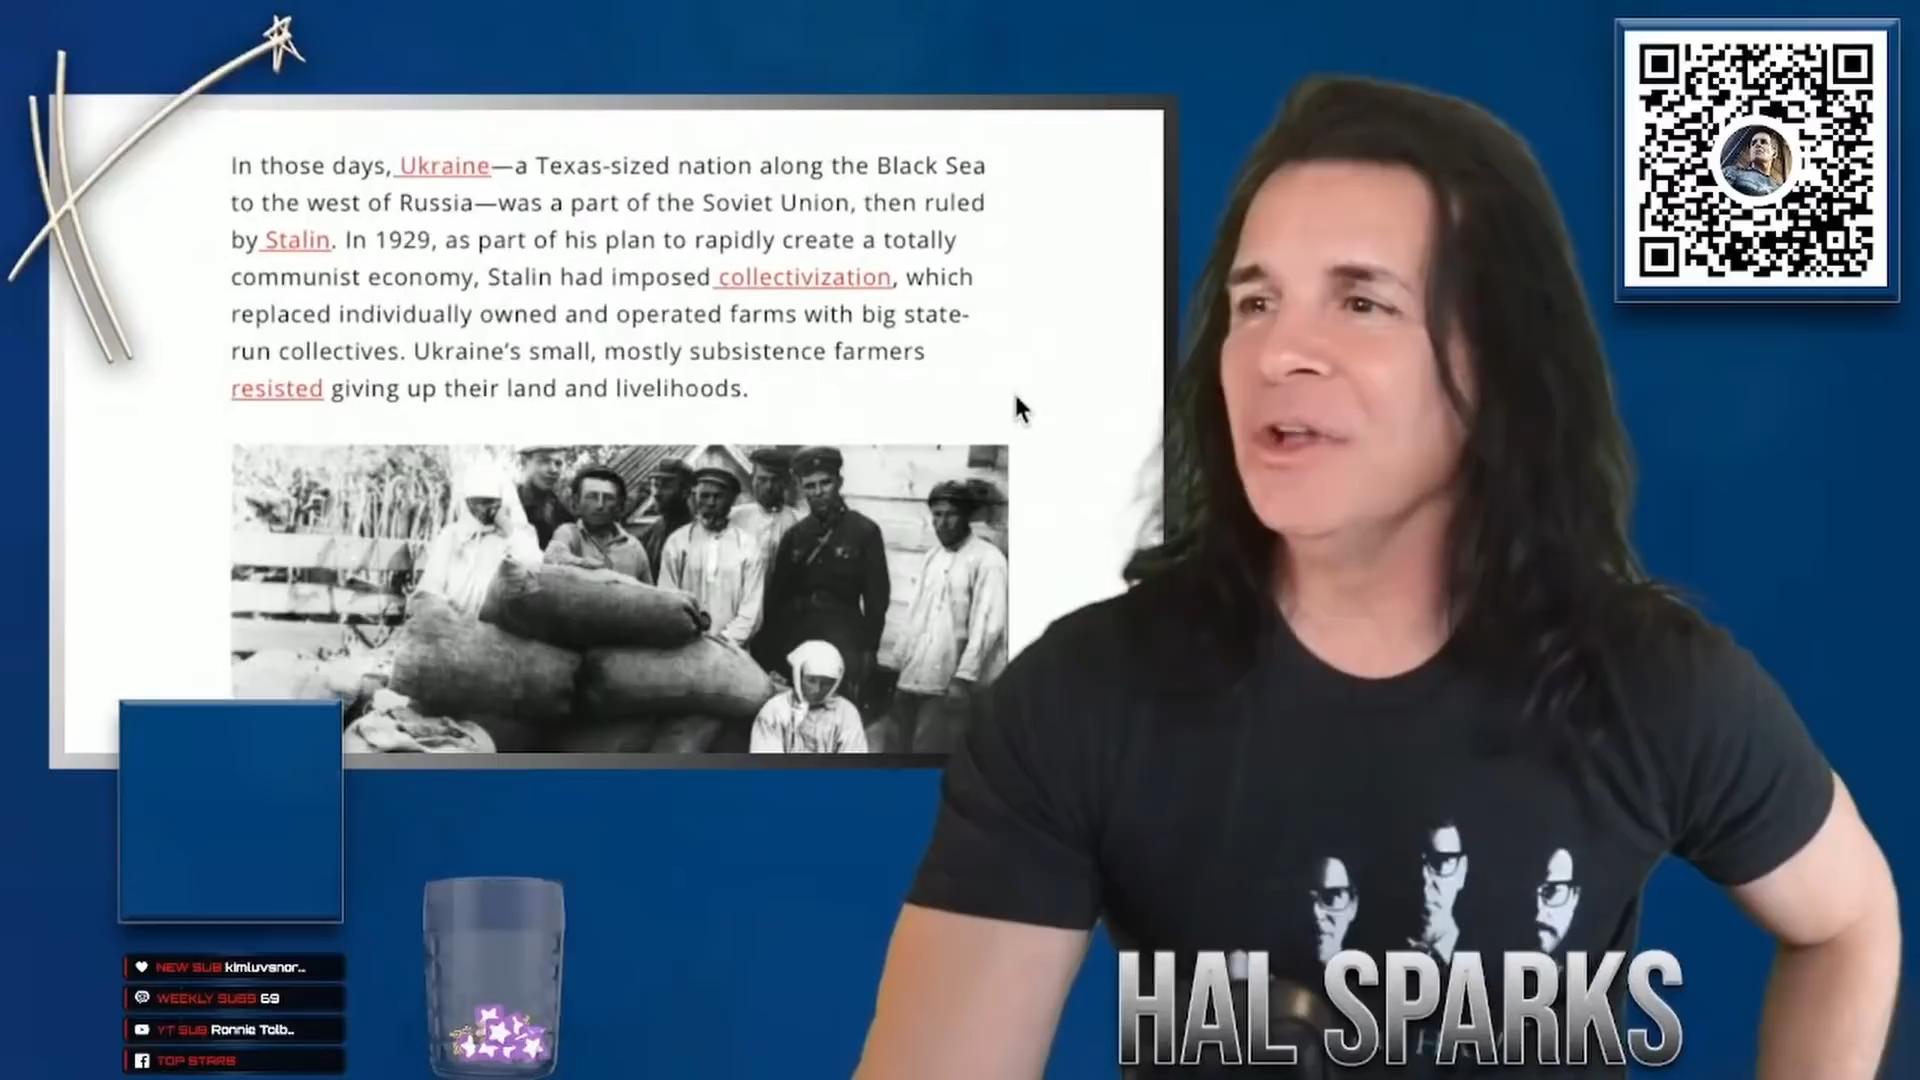 In those days, Ukraine—a Texas-sized nation along the Black Sea
to the west of Russia—was a part of the Soviet Union, then ruled
by Stalin. In 1929, as part of his plan to rapidly create a totally
communist economy, Stalin had imposed collectivization, which
replaced individually owned and operated farms with big state-
run collectives. Ukraine’s small, mostly subsistence farmers
resisted giving up their land and livelihoods.
NEW SUB kimluvsnor..
WEEKLY SUBS 69
YT SUB Ronnie Tolb..
TOP STARS
HAL SPARKS